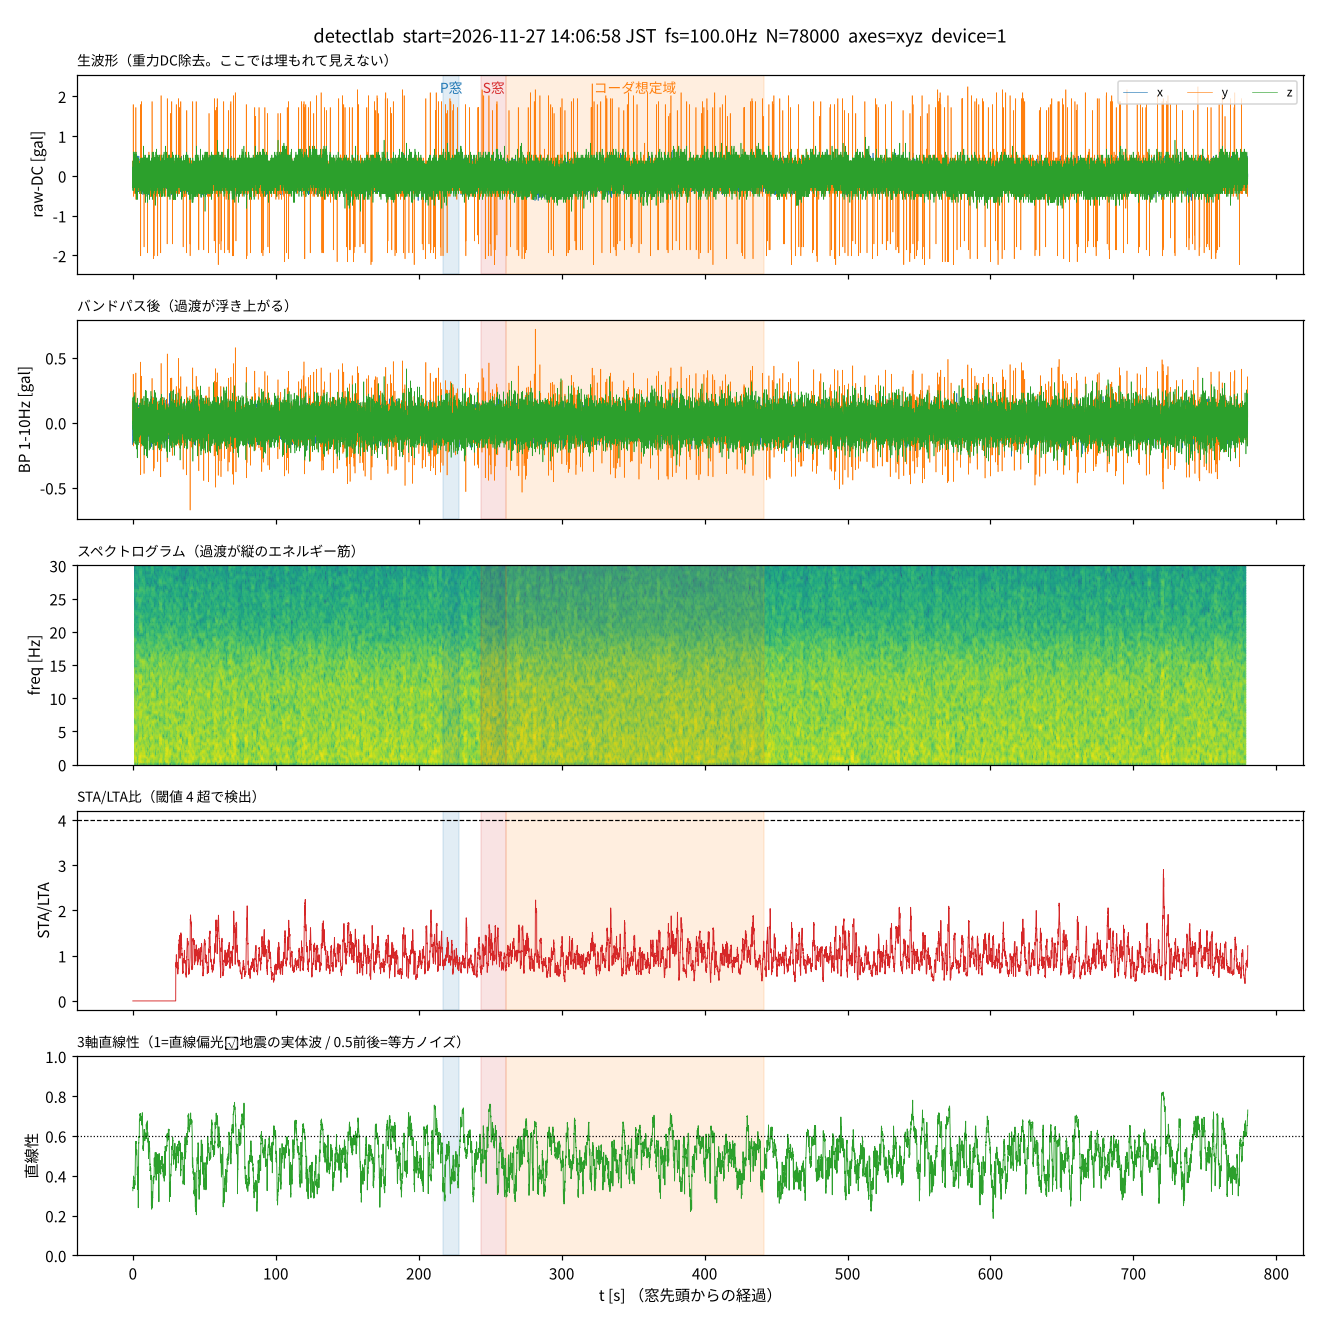 detectlab start=2026-11-27 14:06:58 JST fs=100.0Hz N=78000 axes=xyz device=1
生波形（重力DC除去。ここでは埋もれて見えない）
raw-DC [gal]
2
1
0
-1
-2
P窓
S窓
コーダ想定域
x y z
バンドパス後（過渡が浮き上がる）
BP 1-10Hz [gal]
0.5
0.0
-0.5
スペクトログラム（過渡が縦のエネルギー筋）
freq [Hz]
30
25
20
15
10
5
0
STA/LTA比（閾値 4 超で検出）
STA/LTA
4
3
2
1
0
3軸直線性（1=直線偏光地震の実体波 / 0.5前後=等方ノイズ）
直線性
1.0
0.8
0.6
0.4
0.2
0.0
0 100 200 300 400 500 600 700 800
t [s] （窓先頭からの経過）